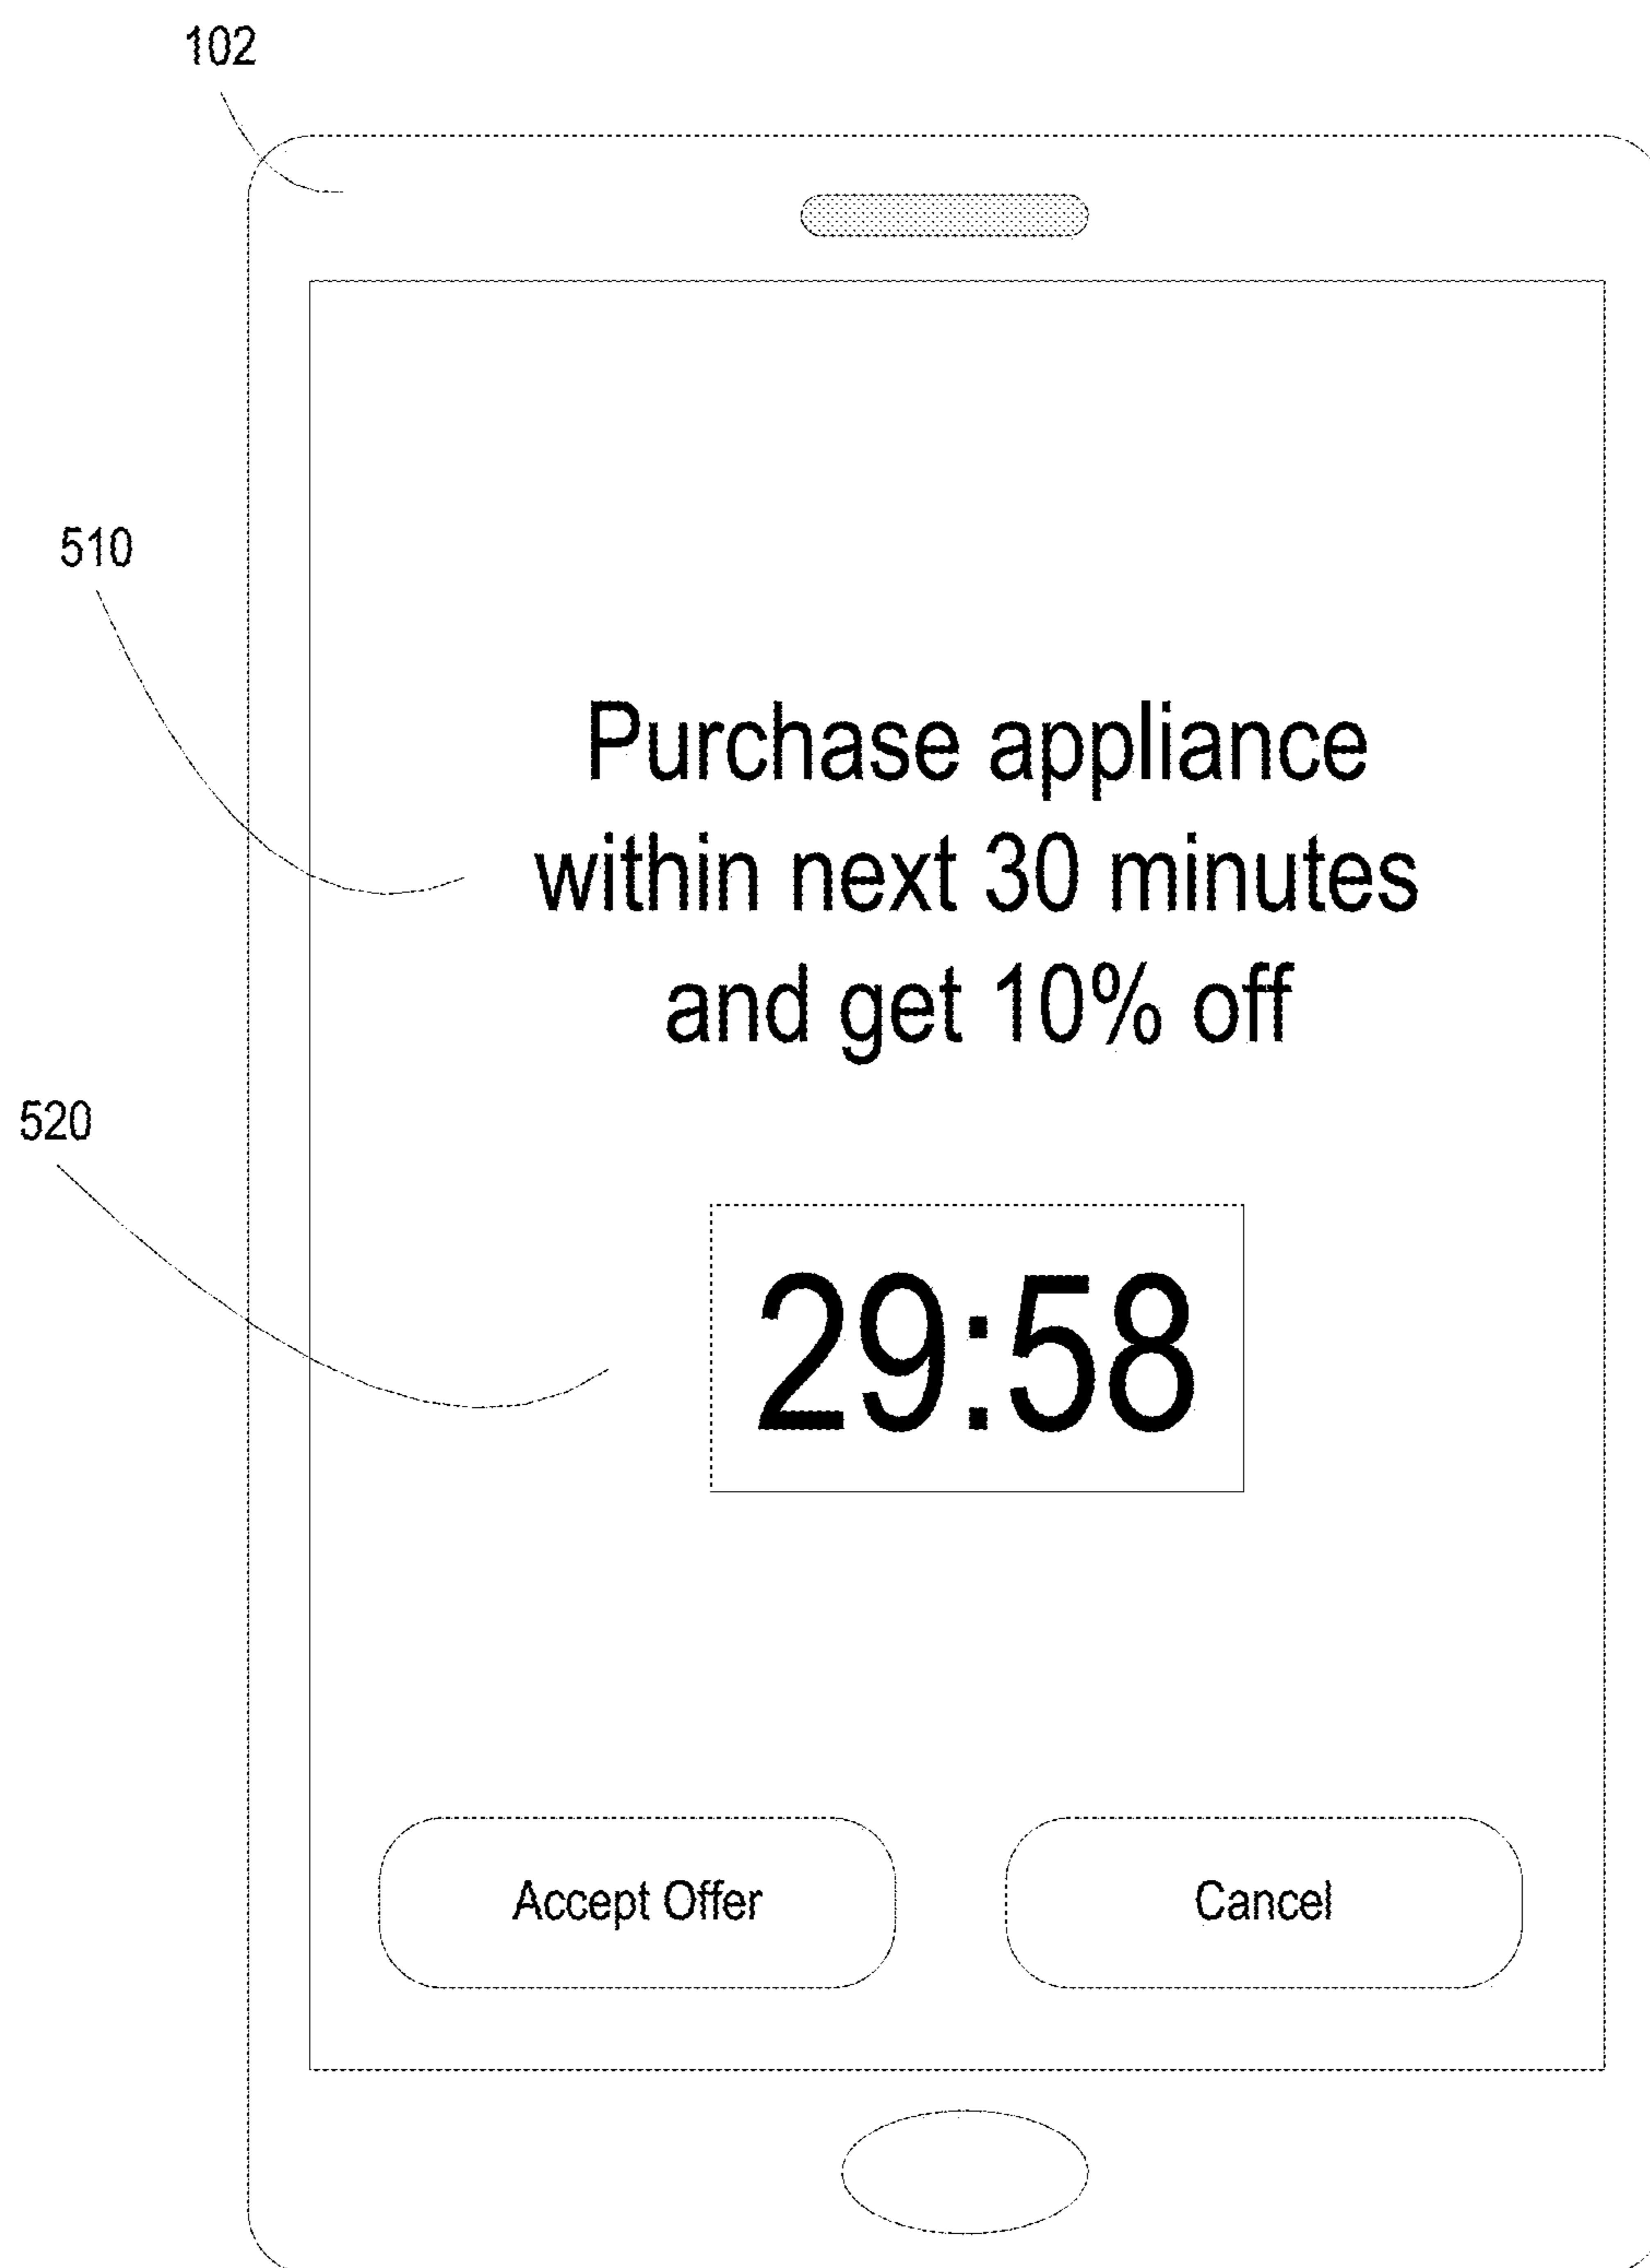 102
510
Purchase appliance
within next 30 minutes
and get 10% off
520
29:58
Accept Offer
Cancel